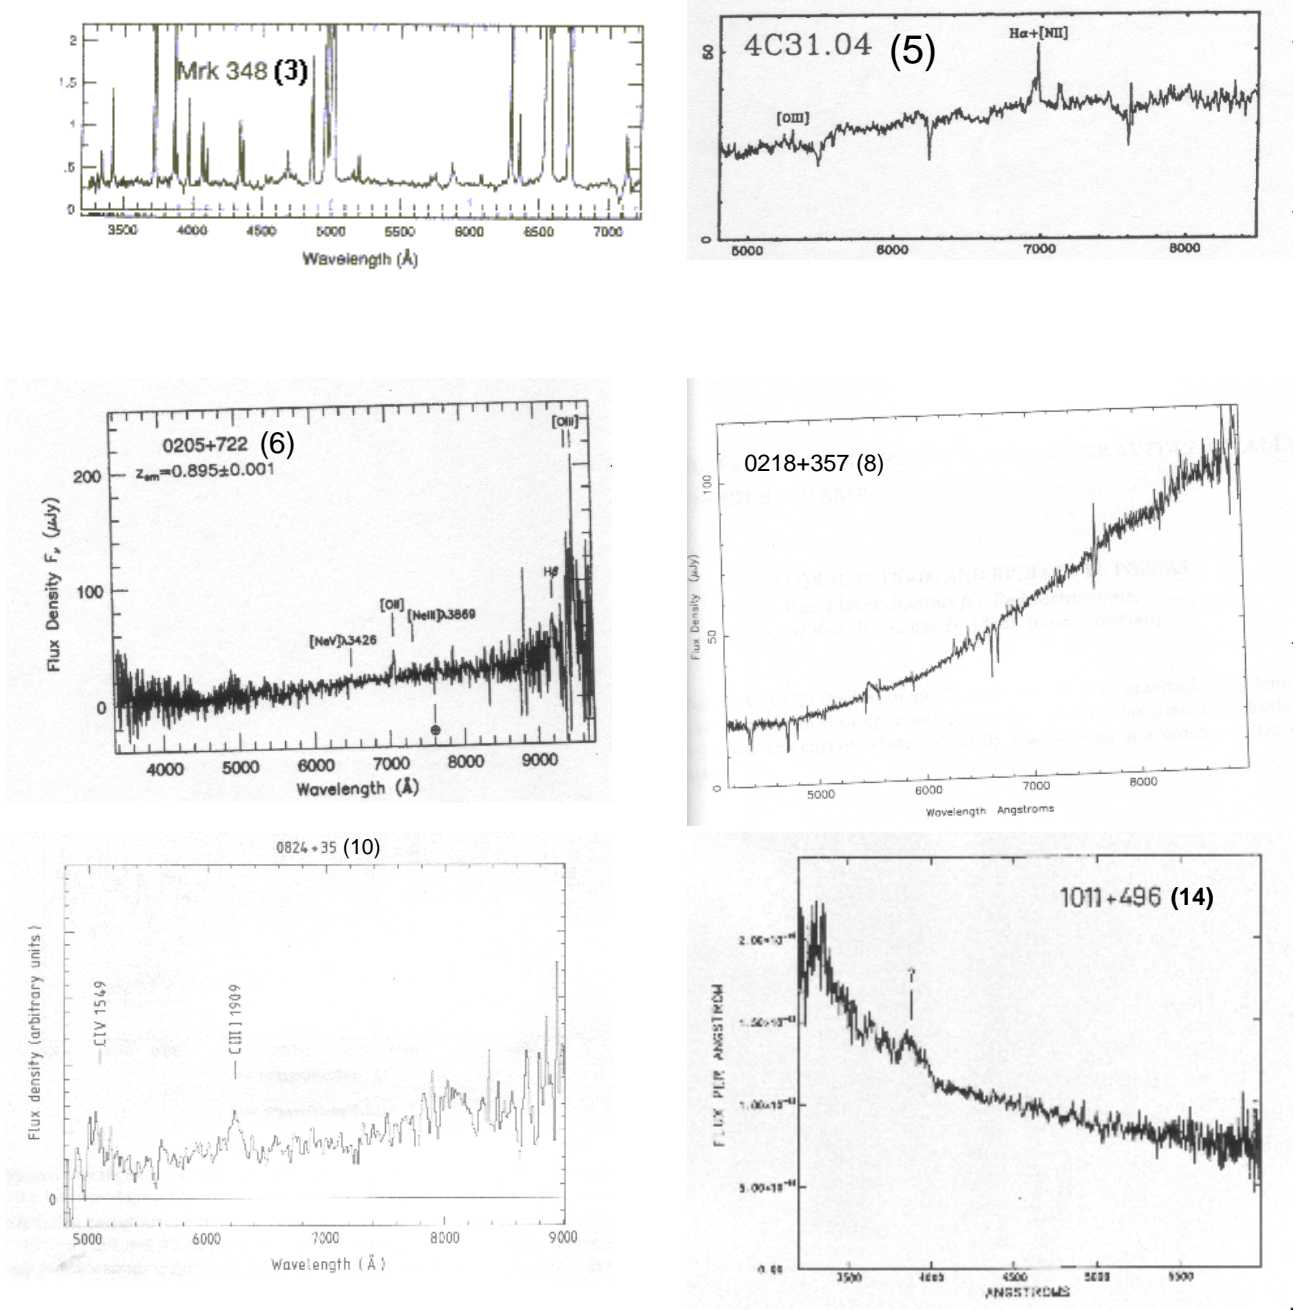 Mrk 348 (3)
2
1.5
1
.5
0
3500 4000 4500 5000 5500 6000 6500 7000
Wavelength (Å)
4C31.04 (5)
Hα+[NII]
[OIII]
50
0
5000 6000 7000 8000
0205+722 (6)
zem=0.895±0.001
[OIII]
Hβ
[OII]
[NeIII]λ3869
[NeV]λ3426
200
100
0
Flux Density Fν (μJy)
4000 5000 6000 7000 8000 9000
Wavelength (Å)
0218+357 (8)
100
50
0
Flux Density (μJy)
5000 6000 7000 8000
Wavelength Angstroms
0824+35 (10)
CIV 1549
CIII] 1909
Flux density (arbitrary units)
0
5000 6000 7000 8000 9000
Wavelength (Å)
1011+496 (14)
?
FLUX PER ANGSTROM
0.00
3500 4000 4500 5000 5500
ANGSTROMS